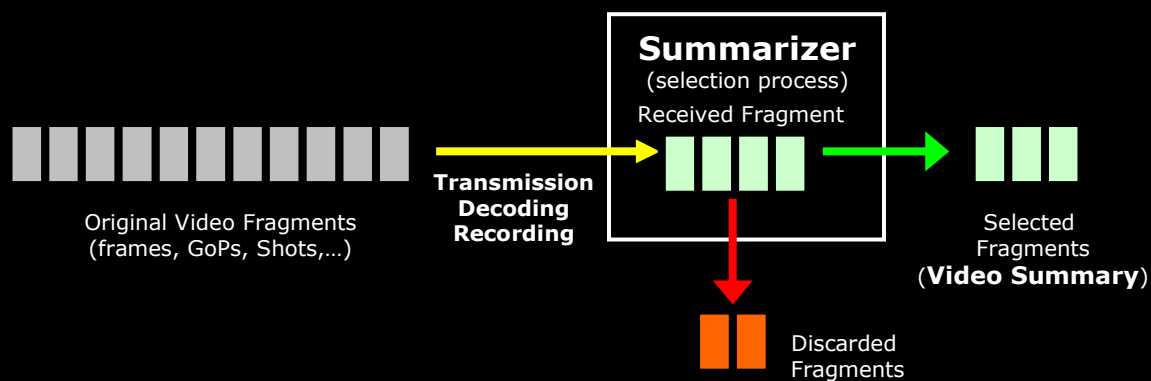 Summarizer
(selection process)
Received Fragment
Original Video Fragments
(frames, GoPs, Shots,…)
Transmission
Decoding
Recording
Selected
Fragments
(Video Summary)
Discarded
Fragments